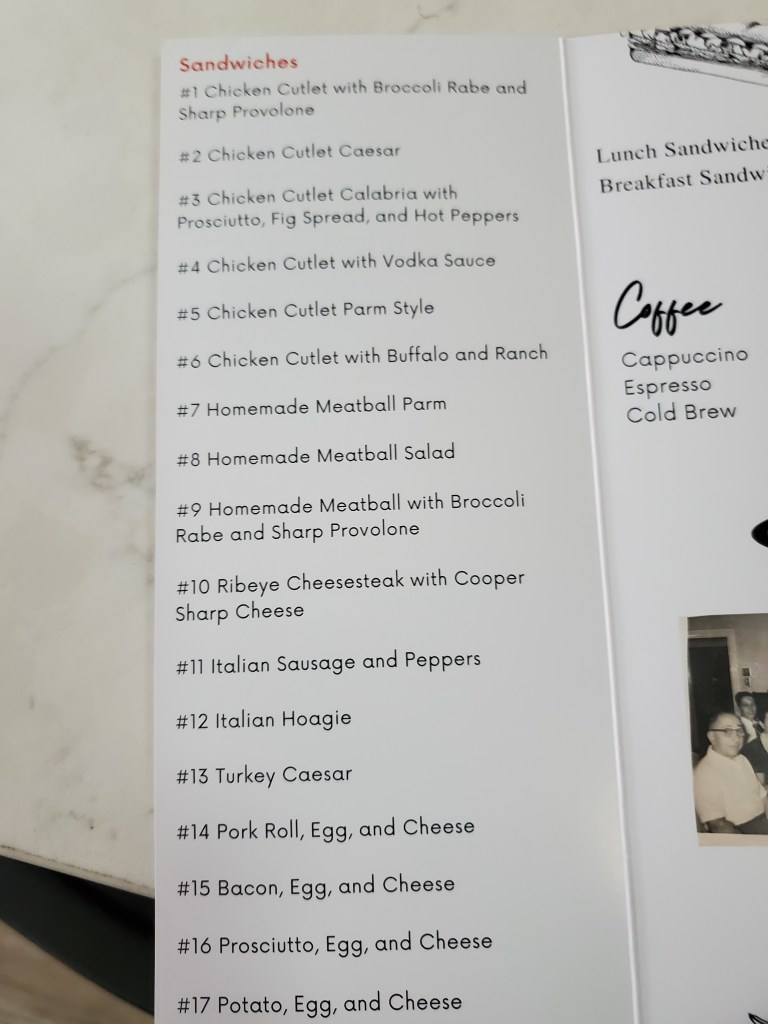 Sandwiches
#1 Chicken Cutlet with Broccoli Rabe and
Sharp Provolone
#2 Chicken Cutlet Caesar
#3 Chicken Cutlet Calabria with
Prosciutto, Fig Spread, and Hot Peppers
#4 Chicken Cutlet with Vodka Sauce
#5 Chicken Cutlet Parm Style
#6 Chicken Cutlet with Buffalo and Ranch
#7 Homemade Meatball Parm
#8 Homemade Meatball Salad
#9 Homemade Meatball with Broccoli
Rabe and Sharp Provolone
#10 Ribeye Cheesesteak with Cooper
Sharp Cheese
#11 Italian Sausage and Peppers
#12 Italian Hoagie
#13 Turkey Caesar
#14 Pork Roll, Egg, and Cheese
#15 Bacon, Egg, and Cheese
#16 Prosciutto, Egg, and Cheese
#17 Potato, Egg, and Cheese
Lunch Sandwiche
Breakfast Sandwi
Coffee
Cappuccino
Espresso
Cold Brew